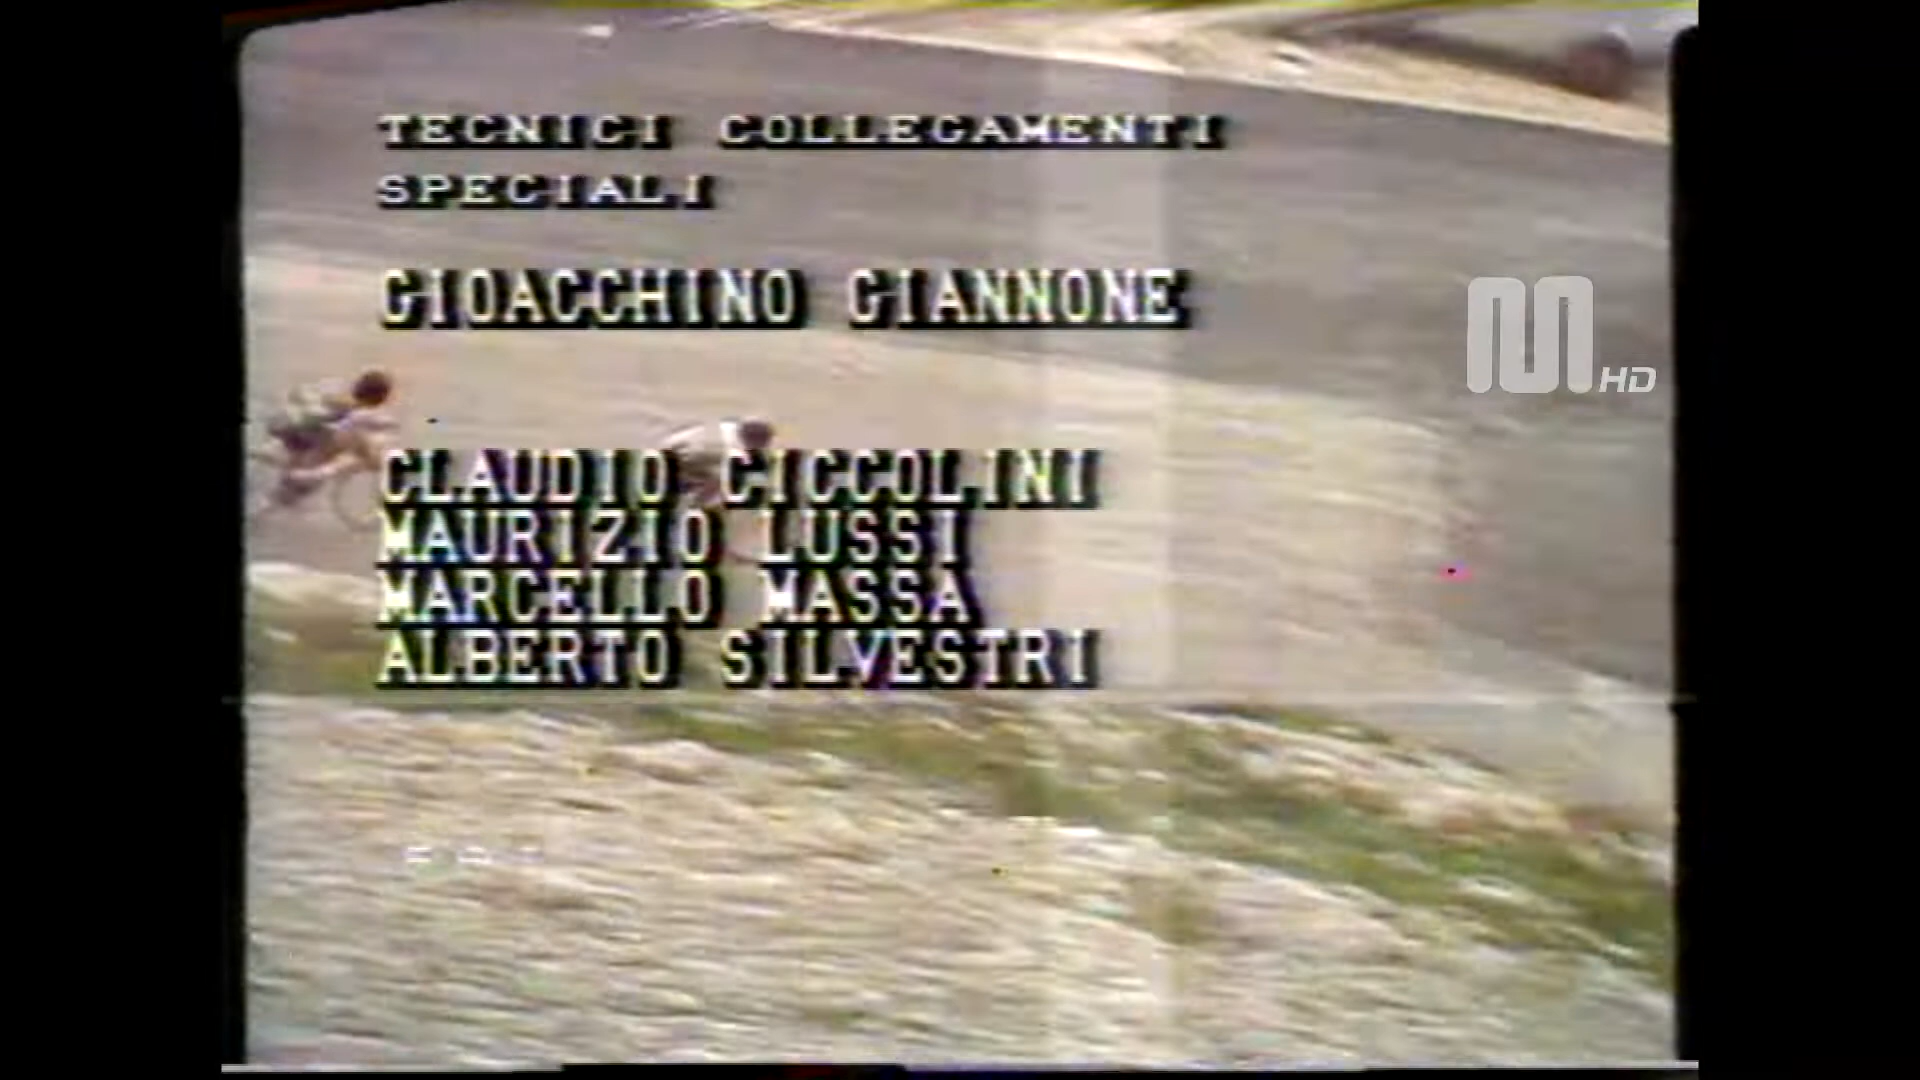 TECNICI COLLEGAMENTI
SPECIALI
GIOACCHINO GIANNONE
M HD
CLAUDIO CICCOLINI
MAURIZIO LUSSI
MARCELLO MASSA
ALBERTO SILVESTRI